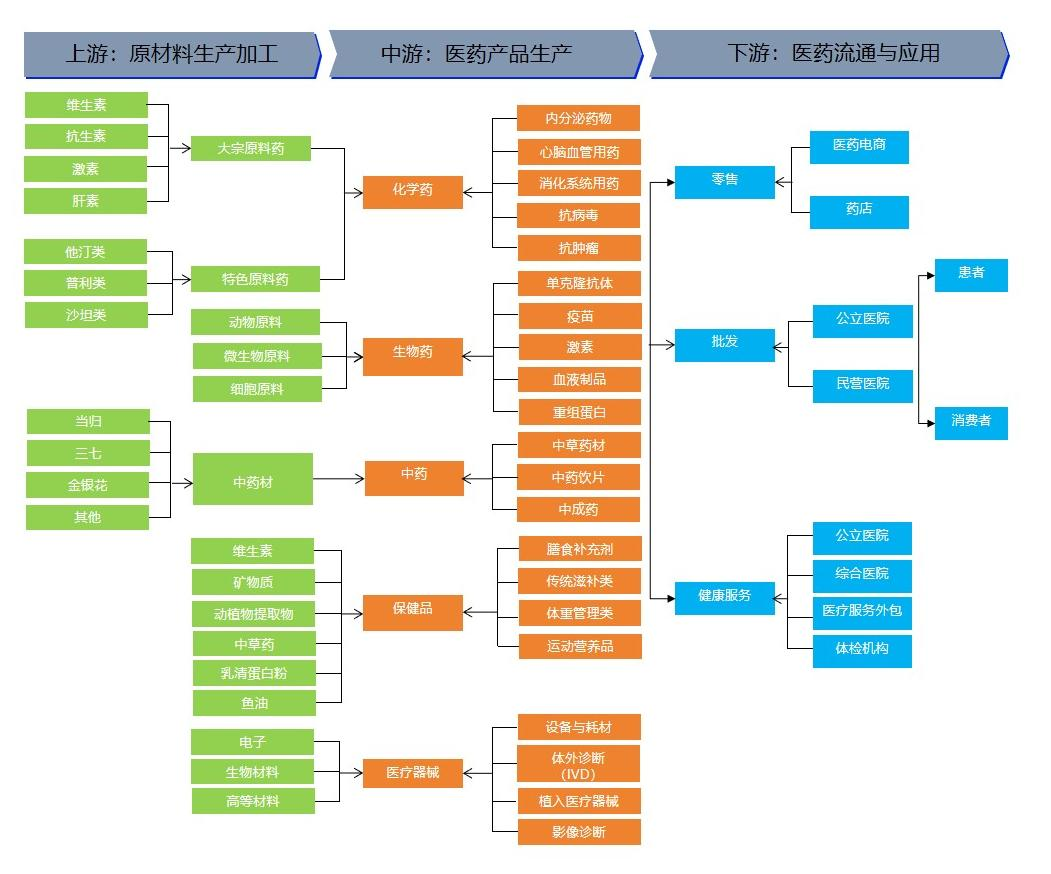 上游：原材料生产加工
中游：医药产品生产
下游：医药流通与应用
维生素
抗生素
激素
肝素
大宗原料药
他汀类
普利类
沙坦类
特色原料药
动物原料
微生物原料
细胞原料
当归
三七
金银花
其他
中药材
维生素
矿物质
动植物提取物
中草药
乳清蛋白粉
鱼油
电子
生物材料
高等材料
化学药
内分泌药物
心脑血管用药
消化系统用药
抗病毒
抗肿瘤
生物药
单克隆抗体
疫苗
激素
血液制品
重组蛋白
中药
中草药材
中药饮片
中成药
保健品
膳食补充剂
传统滋补类
体重管理类
运动营养品
医疗器械
设备与耗材
体外诊断
（IVD）
植入医疗器械
影像诊断
零售
医药电商
药店
批发
公立医院
民营医院
患者
消费者
健康服务
公立医院
综合医院
医疗服务外包
体检机构